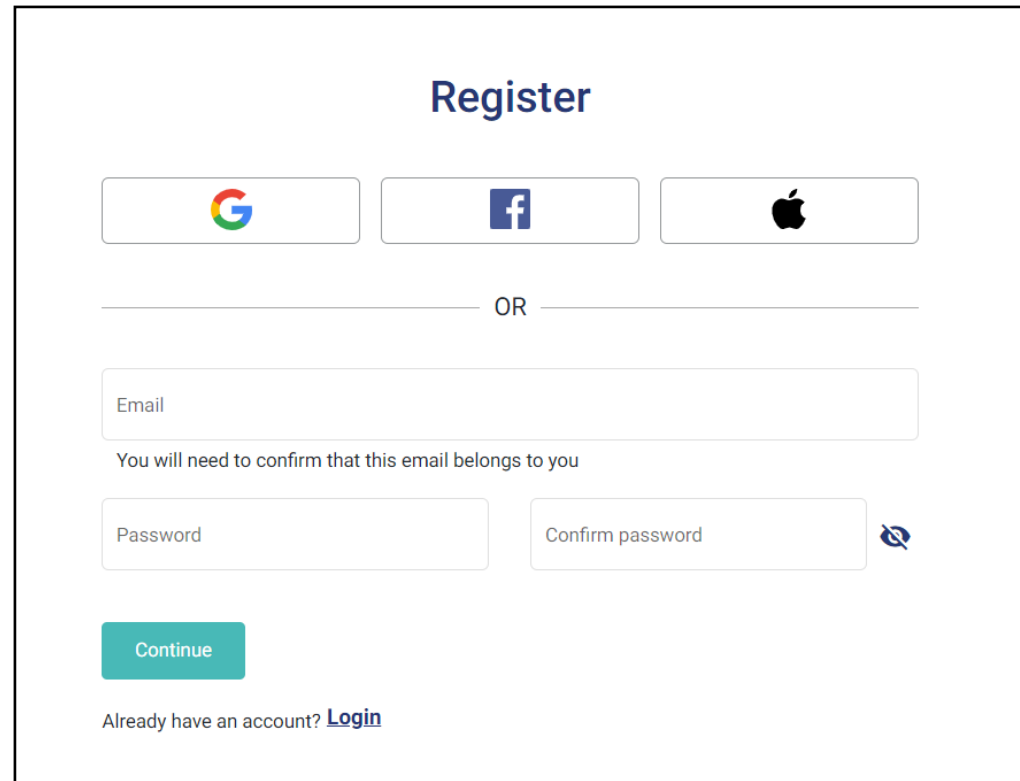 Register
OR
Email
You will need to confirm that this email belongs to you
Password
Confirm password
Continue
Already have an account? Login